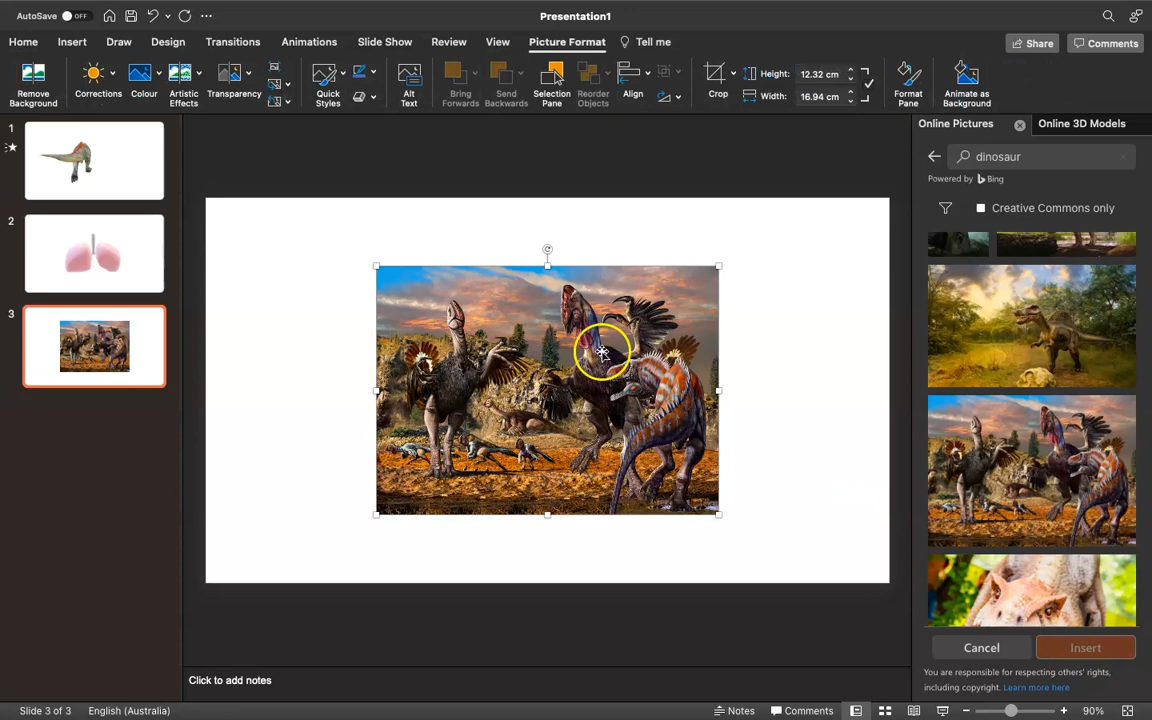 AutoSave OFF
Presentation1
Home Insert Draw Design Transitions Animations Slide Show Review View Picture Format Tell me
Share Comments
Remove Background
Corrections
Colour
Artistic Effects
Transparency
Quick Styles
Alt Text
Bring Forwards
Send Backwards
Selection Pane
Reorder Objects
Align
Crop
Height: 12.32 cm
Width: 16.94 cm
Format Pane
Animate as Background
Online Pictures
Online 3D Models
dinosaur
Powered by Bing
Creative Commons only
1
2
3
Cancel Insert
You are responsible for respecting others' rights,
including copyright. Learn more here
Click to add notes
Slide 3 of 3 English (Australia) Notes Comments 90%